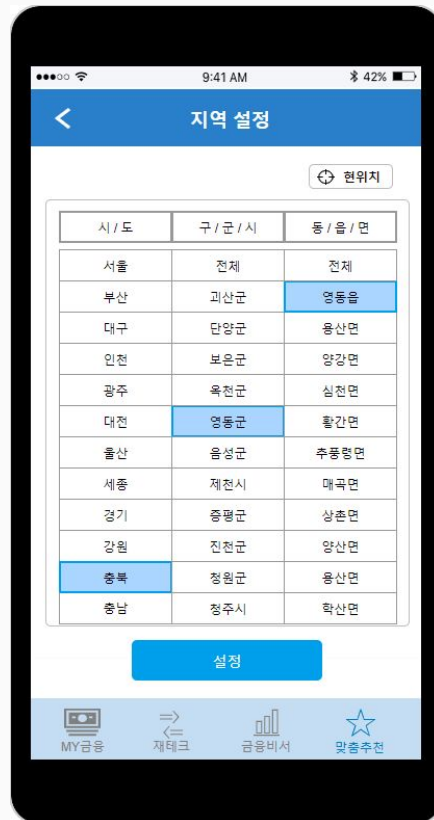 9:41 AM 42%
지역 설정
현위치
시 / 도 구 / 군 / 시 동 / 읍 / 면
서울 전체 전체
부산 괴산군 영동읍
대구 단양군 용산면
인천 보은군 양강면
광주 옥천군 심천면
대전 영동군 황간면
울산 음성군 추풍령면
세종 제천시 매곡면
경기 증평군 상촌면
강원 진천군 양산면
충북 청원군 용산면
충남 청주시 학산면
설정
MY금융 재테크 금융비서 맞춤추천